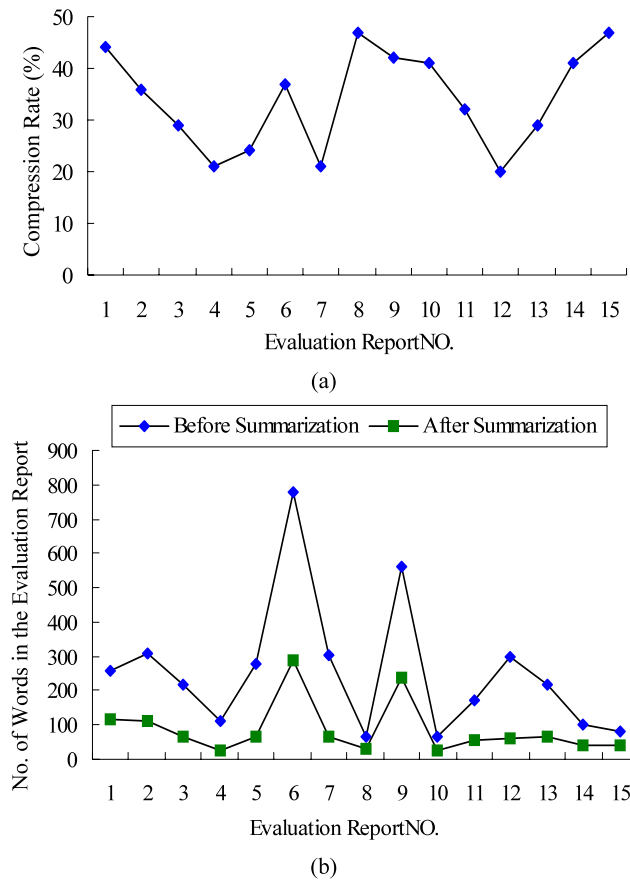 50
40
30
20
10
0
Compression Rate (%)
1 2 3 4 5 6 7 8 9 10 11 12 13 14 15
Evaluation ReportNO.
(a)
Before Summarization After Summarization
900
800
700
600
500
400
300
200
100
0
No. of Words in the Evaluation Report
1 2 3 4 5 6 7 8 9 10 11 12 13 14 15
Evaluation ReportNO.
(b)